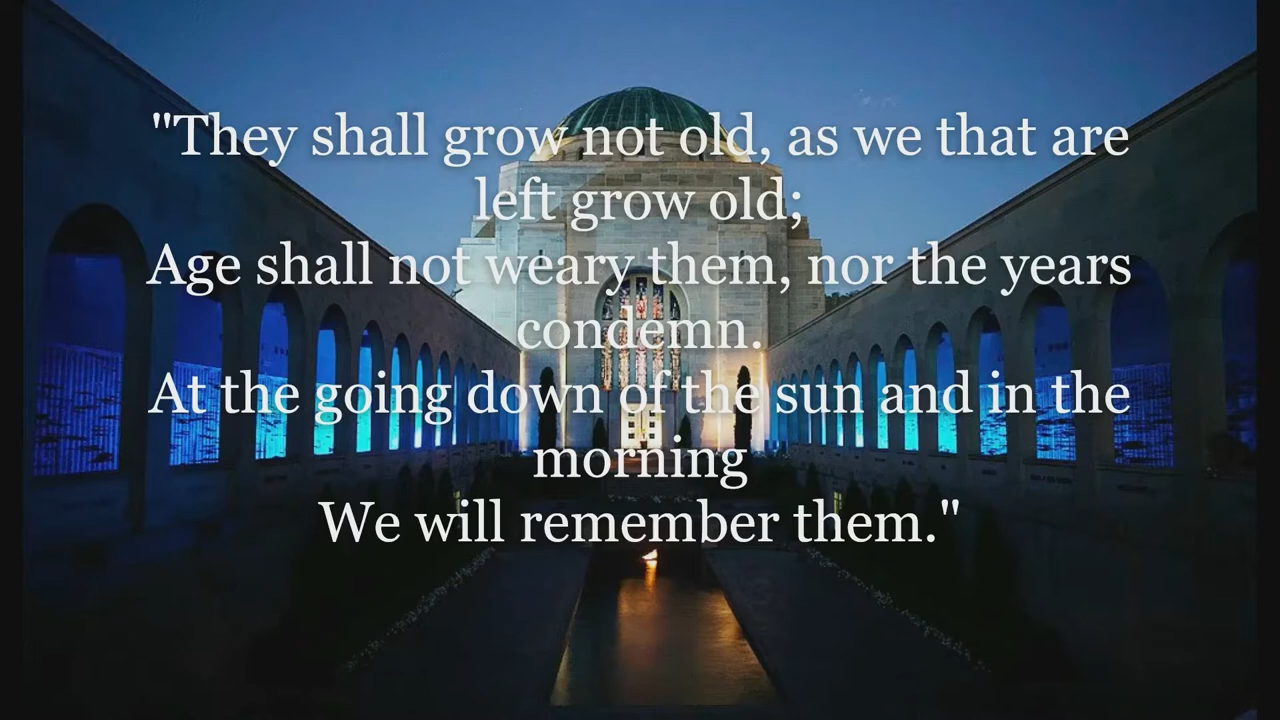 "They shall grow not old, as we that are
left grow old;
Age shall not weary them, nor the years
condemn.
At the going down of the sun and in the
morning
We will remember them."